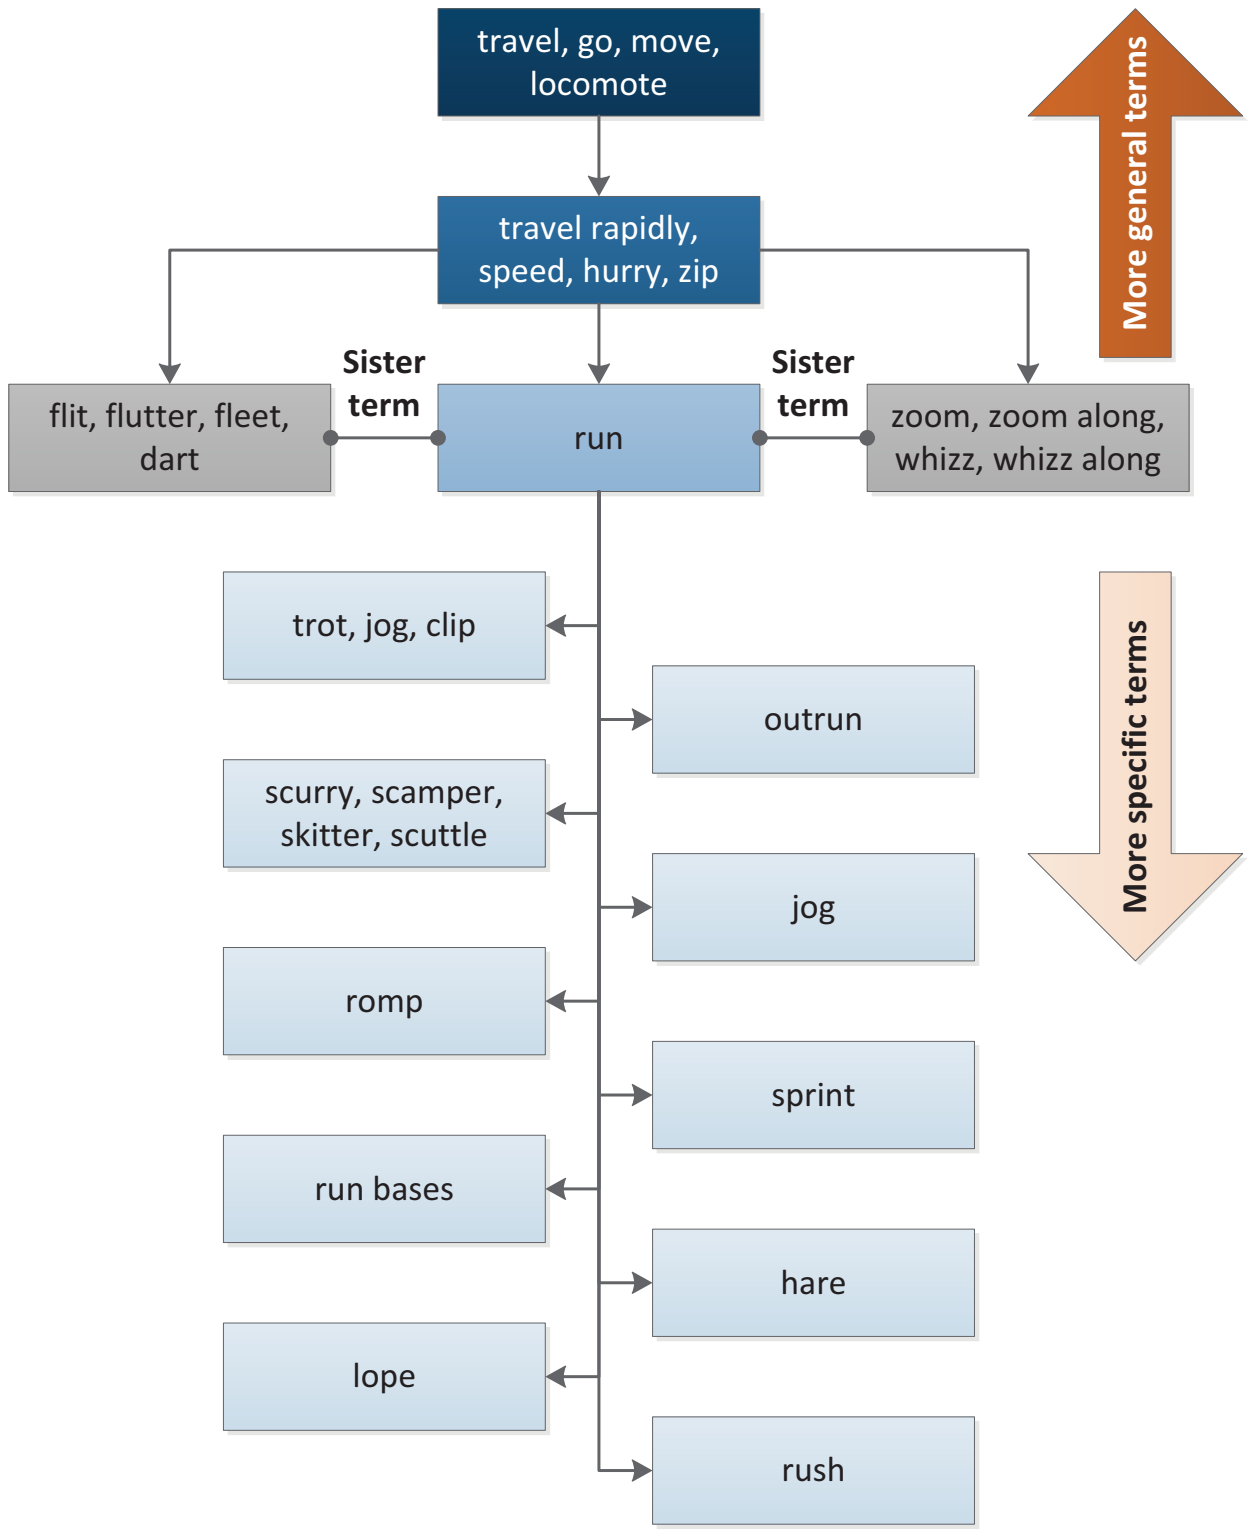 travel, go, move,
locomote
More general terms
travel rapidly,
speed, hurry, zip
Sister
term
Sister
term
flit, flutter, fleet,
dart
run
zoom, zoom along,
whizz, whizz along
trot, jog, clip
More specific terms
outrun
scurry, scamper,
skitter, scuttle
jog
romp
sprint
run bases
hare
lope
rush